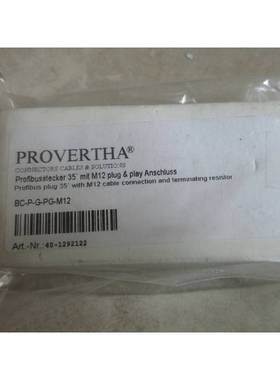 PROVERTHA®
CONNECTORS CABLES & SOLUTIONS
Profibusstecker 35° mit M12 plug & play Anschluss
Profibus plug 35° with M12 cable connection and terminating resistor
BC-P-G-PG-M12
Art.-Nr.: 40-1292122